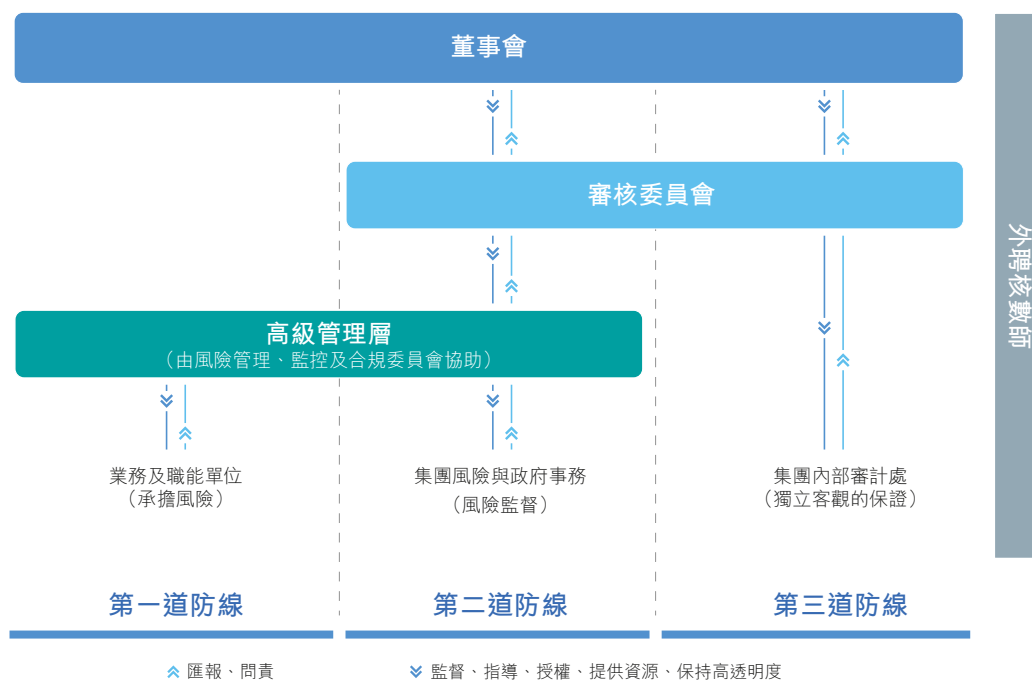 董事會
審核委員會
高級管理層
（由風險管理、監控及合規委員會協助）
業務及職能單位
（承擔風險）
集團風險與政府事務
（風險監督）
集團內部審計處
（獨立客觀的保證）
外聘核數師
第一道防線
第二道防線
第三道防線
匯報、問責
監督、指導、授權、提供資源、保持高透明度